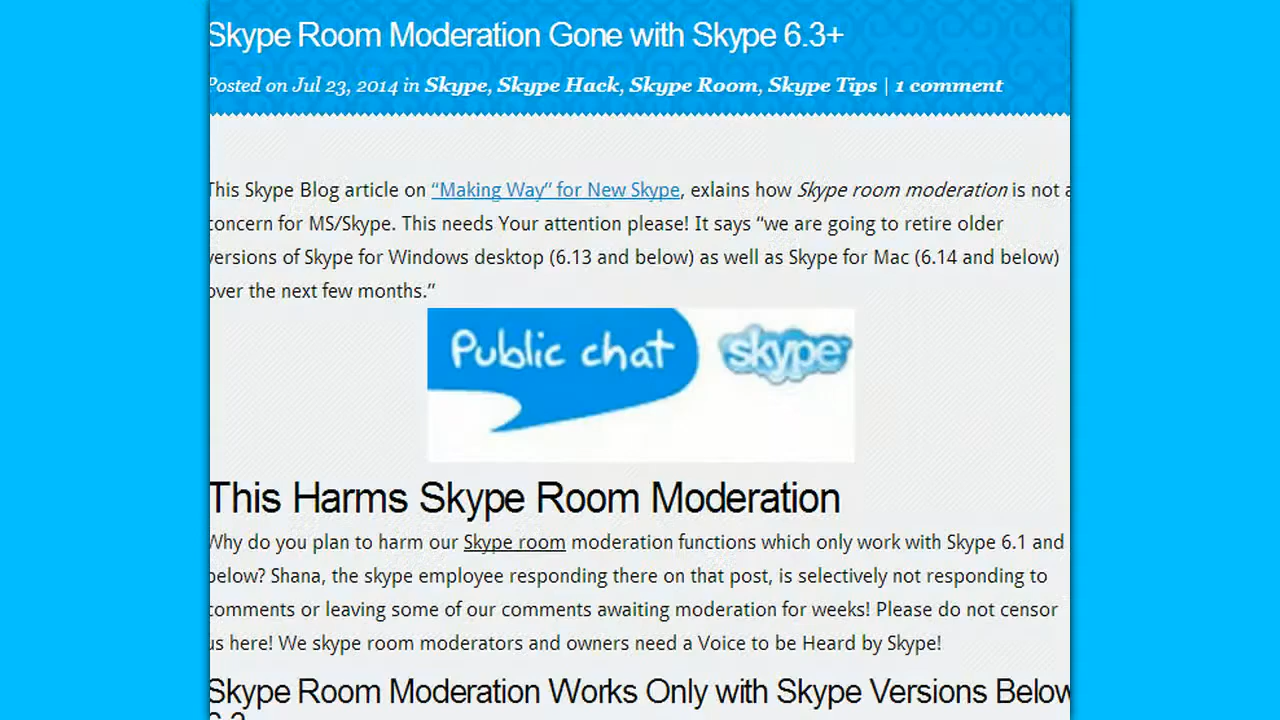 Skype Room Moderation Gone with Skype 6.3+
Posted on Jul 23, 2014 in Skype, Skype Hack, Skype Room, Skype Tips | 1 comment
This Skype Blog article on “Making Way” for New Skype, exlains how Skype room moderation is not a
concern for MS/Skype. This needs Your attention please! It says “we are going to retire older
versions of Skype for Windows desktop (6.13 and below) as well as Skype for Mac (6.14 and below)
over the next few months.”
Public chat skype
This Harms Skype Room Moderation
Why do you plan to harm our Skype room moderation functions which only work with Skype 6.1 and
below? Shana, the skype employee responding there on that post, is selectively not responding to
comments or leaving some of our comments awaiting moderation for weeks! Please do not censor
us here! We skype room moderators and owners need a Voice to be Heard by Skype!
Skype Room Moderation Works Only with Skype Versions Below